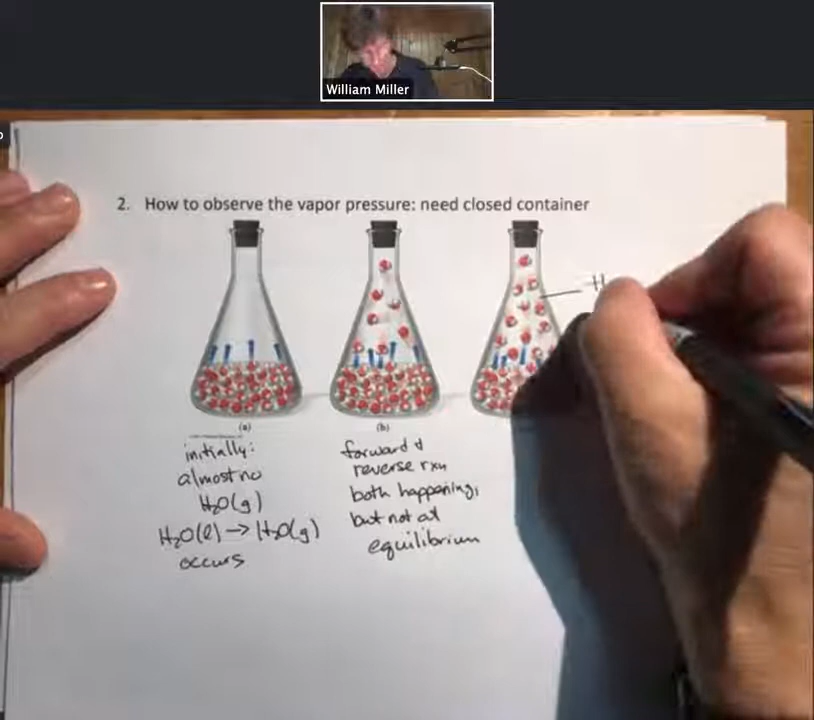 William Miller
2. How to observe the vapor pressure: need closed container
(a)
(b)
initially:
almost no
H₂O(g)
H₂O(l) → H₂O(g)
occurs
forward &
reverse rxn
both happening,
but not at
equilibrium